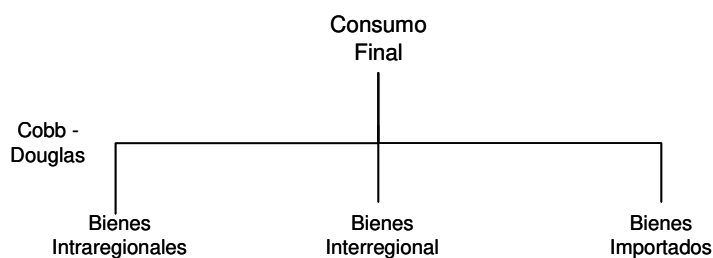 Consumo
Final
Cobb -
Douglas
Bienes
Intraregionales
Bienes
Interregional
Bienes
Importados